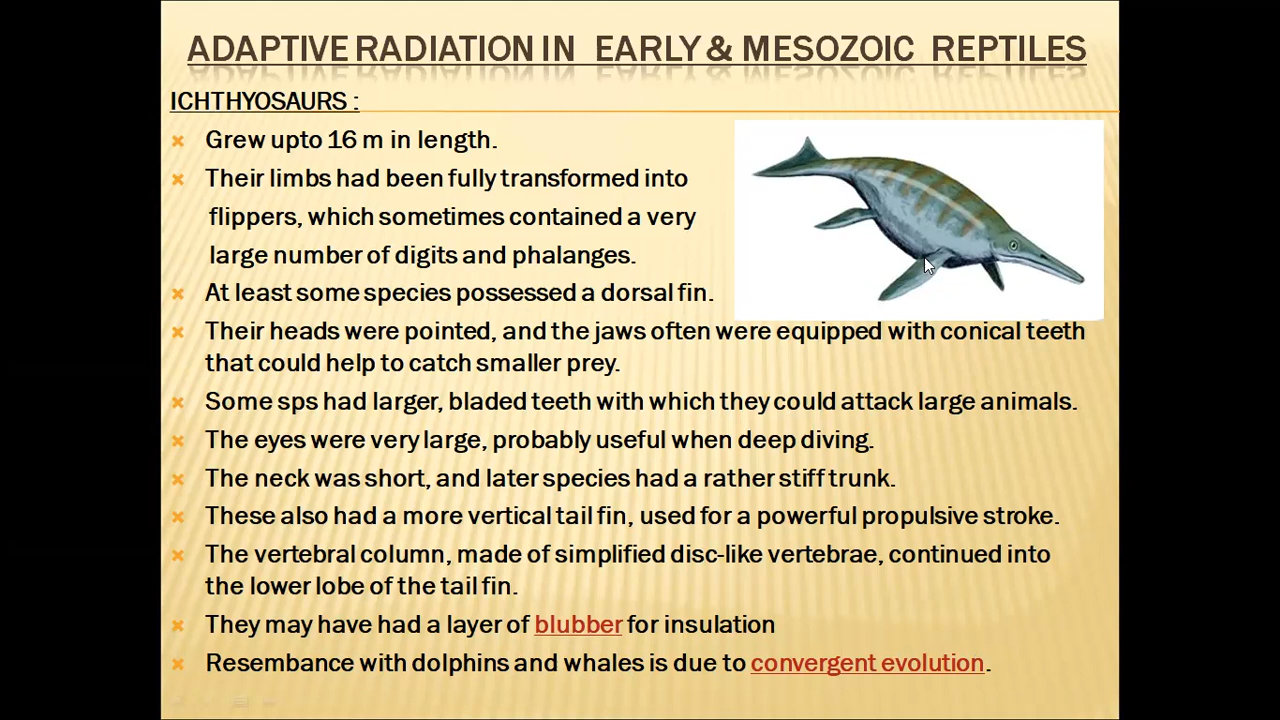 ADAPTIVE RADIATION IN EARLY & MESOZOIC REPTILES
ICHTHYOSAURS :
Grew upto 16 m in length.
Their limbs had been fully transformed into
flippers, which sometimes contained a very
large number of digits and phalanges.
At least some species possessed a dorsal fin.
Their heads were pointed, and the jaws often were equipped with conical teeth
that could help to catch smaller prey.
Some sps had larger, bladed teeth with which they could attack large animals.
The eyes were very large, probably useful when deep diving.
The neck was short, and later species had a rather stiff trunk.
These also had a more vertical tail fin, used for a powerful propulsive stroke.
The vertebral column, made of simplified disc-like vertebrae, continued into
the lower lobe of the tail fin.
They may have had a layer of blubber for insulation
Resembance with dolphins and whales is due to convergent evolution.